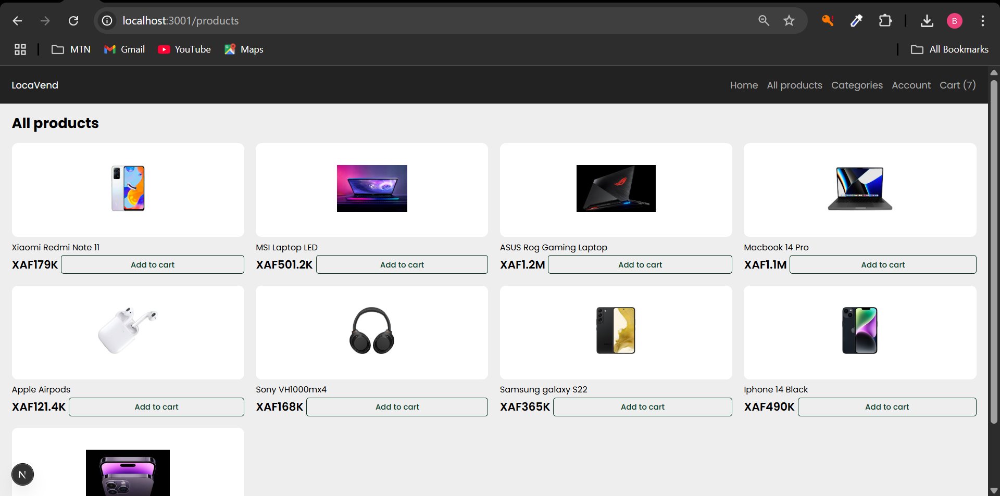 localhost:3001/products
B
MTN Gmail YouTube Maps All Bookmarks
LocaVend Home All products Categories Account Cart (7)
All products
Xiaomi Redmi Note 11 MSI Laptop LED ASUS Rog Gaming Laptop Macbook 14 Pro
XAF179K Add to cart XAF501.2K Add to cart XAF1.2M Add to cart XAF1.1M Add to cart
Apple Airpods Sony VH1000mx4 Samsung galaxy S22 Iphone 14 Black
XAF121.4K Add to cart XAF168K Add to cart XAF365K Add to cart XAF490K Add to cart
N